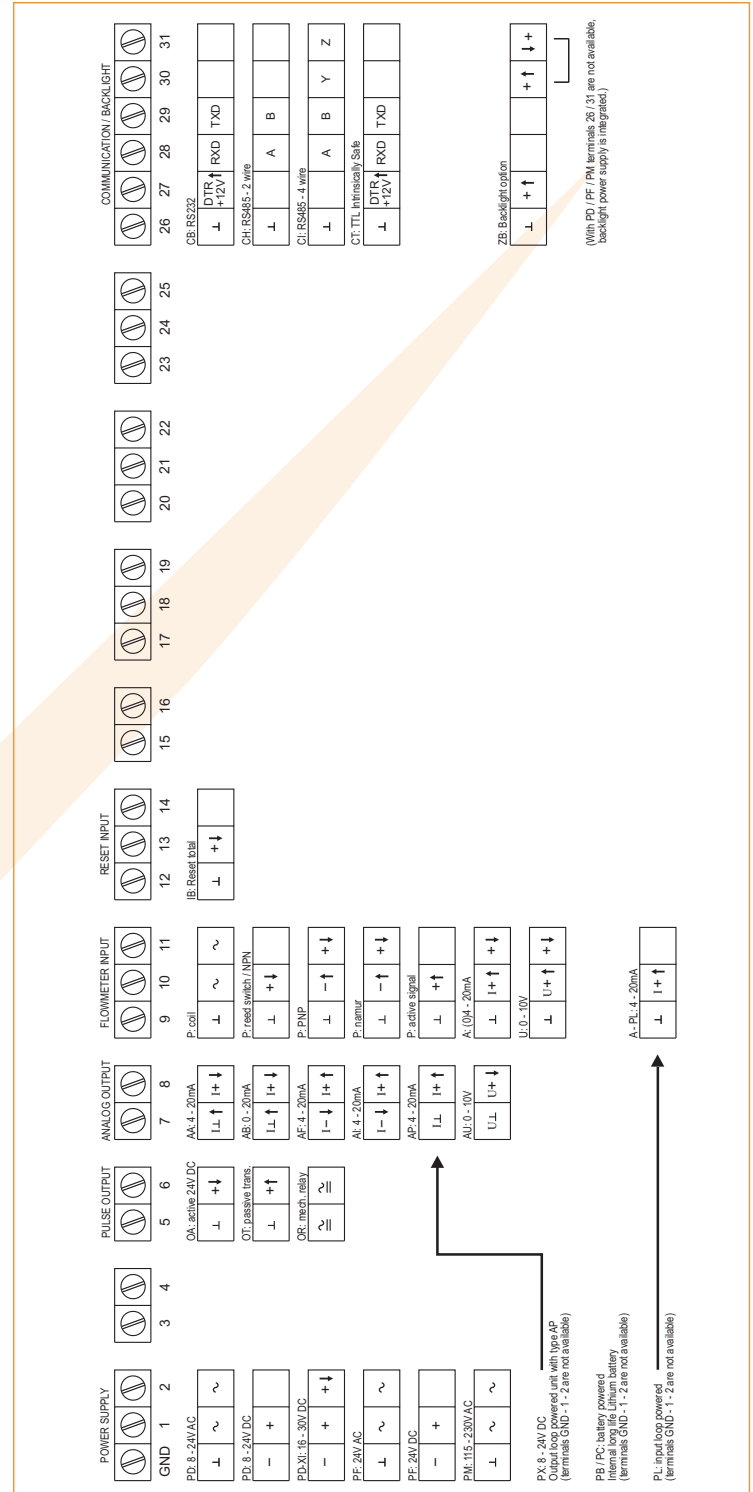 POWER SUPPLY
GND 1 2
PD: 8 - 24V AC
⊥ ~ ~
PD: 8 - 24V DC
– +
PD-XI: 16 - 30V DC
– + +↓
PF: 24V AC
⊥ ~ ~
PF: 24V DC
– +
PM: 115 - 230V AC
⊥ ~ ~
PX: 8 - 24V DC
Output loop powered unit with type AP
(terminals GND - 1 - 2 are not available)
PB / PC: battery powered
Internal long life Lithium battery
(terminals GND - 1 - 2 are not available)
PL: input loop powered
(terminals GND - 1 - 2 are not available)
3 4
PULSE OUTPUT
5 6
OA: active 24V DC
⊥ +↓
OT: passive trans.
⊥ +↑
OR: mech. relay
≂ ≂
ANALOG OUTPUT
7 8
AA: 4 - 20mA
I⊥↑ I+↓
AB: 0 - 20mA
I⊥↑ I+↓
AF: 4 - 20mA
I–↓ I+↑
AI: 4 - 20mA
I–↓ I+↑
AP: 4 - 20mA
I⊥ I+↑
AU: 0 - 10V
U⊥ U+↓
FLOWMETER INPUT
9 10 11
P: coil
⊥ ~ ~
P: reed switch / NPN
⊥ +↓
P: PNP
⊥ –↑ +↓
P: namur
⊥ –↑ +↓
P: active signal
⊥ +↑
A: (0)4 - 20mA
⊥ I+↑ +↓
U: 0 - 10V
⊥ U+↑ +↓
A - PL: 4 - 20mA
⊥ I+↑
RESET INPUT
12 13 14
IB: Reset total
⊥ +↓
15 16
17 18 19
20 21 22
23 24 25
COMMUNICATION / BACKLIGHT
26 27 28 29 30 31
CB: RS232
⊥ DTR +12V↑ RXD TXD
CH: RS485 - 2 wire
⊥ A B
CI: RS485 - 4 wire
⊥ A B Y Z
CT: TTL Intrinsically Safe
⊥ DTR +12V↑ RXD TXD
ZB: Backlight option
⊥ +↑ +↑ ↓+
(With PD / PF / PM terminals 26 / 31 are not available,
backlight power supply is integrated.)